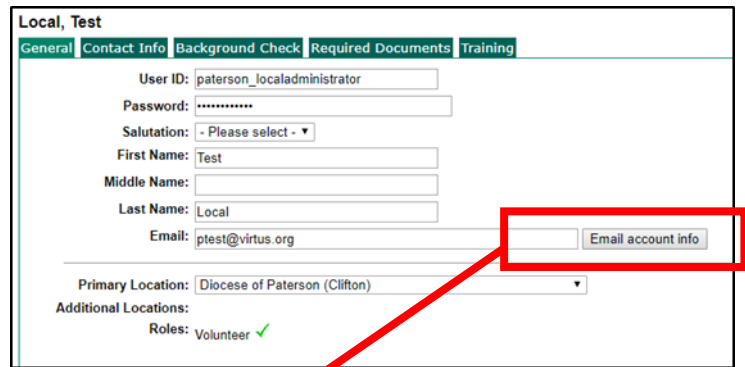 Local, Test
General Contact Info Background Check Required Documents Training
User ID: paterson_localadministrator
Password: ••••••••••••
Salutation: - Please select -
First Name: Test
Middle Name:
Last Name: Local
Email: ptest@virtus.org Email account info
Primary Location: Diocese of Paterson (Clifton)
Additional Locations:
Roles: Volunteer ✓